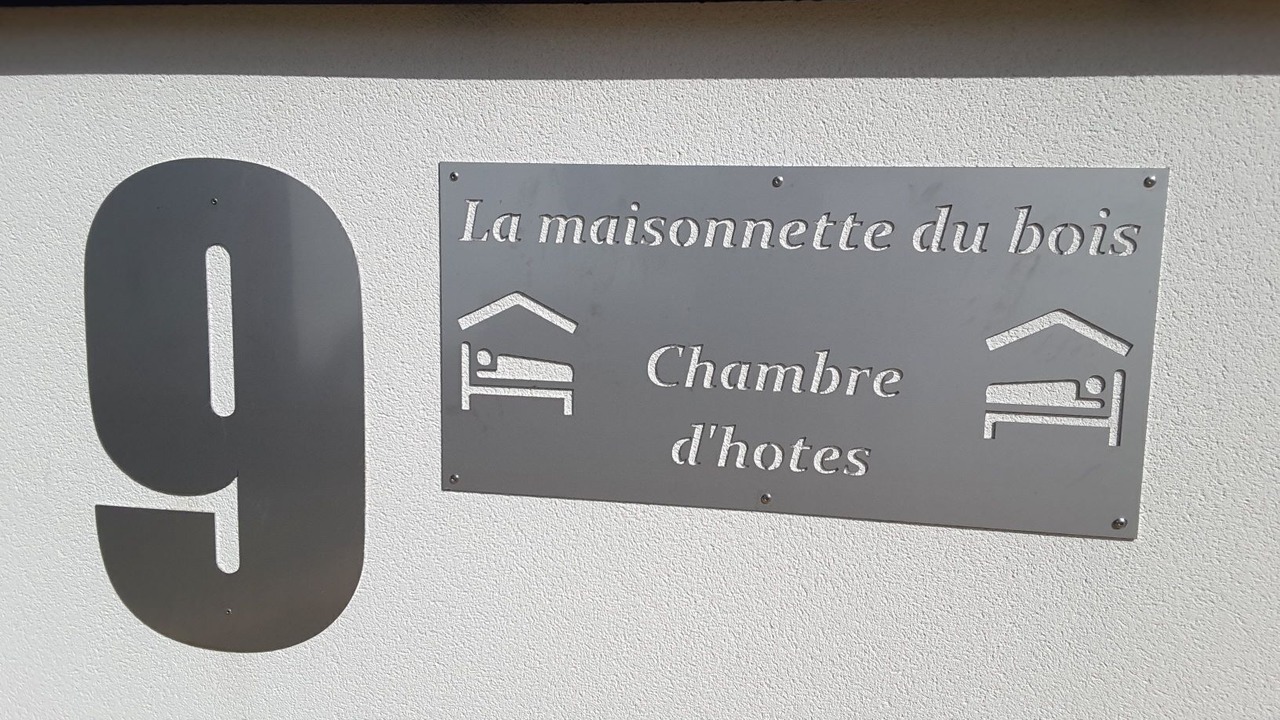 9
La maisonnette du bois
Chambre
d'hotes